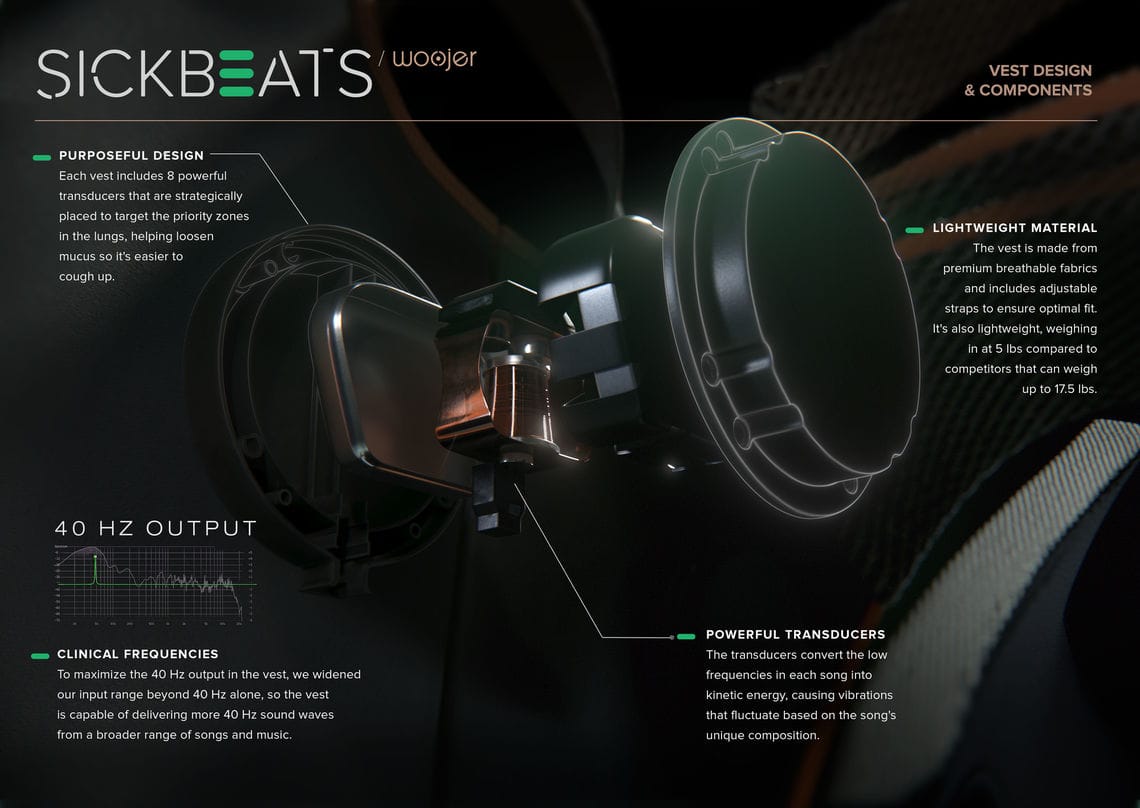 SICKBEATS / woojer
VEST DESIGN
& COMPONENTS
PURPOSEFUL DESIGN
Each vest includes 8 powerful
transducers that are strategically
placed to target the priority zones
in the lungs, helping loosen
mucus so it's easier to
cough up.
LIGHTWEIGHT MATERIAL
The vest is made from
premium breathable fabrics
and includes adjustable
straps to ensure optimal fit.
It's also lightweight, weighing
in at 5 lbs compared to
competitors that can weigh
up to 17.5 lbs.
40 HZ OUTPUT
CLINICAL FREQUENCIES
To maximize the 40 Hz output in the vest, we widened
our input range beyond 40 Hz alone, so the vest
is capable of delivering more 40 Hz sound waves
from a broader range of songs and music.
POWERFUL TRANSDUCERS
The transducers convert the low
frequencies in each song into
kinetic energy, causing vibrations
that fluctuate based on the song's
unique composition.